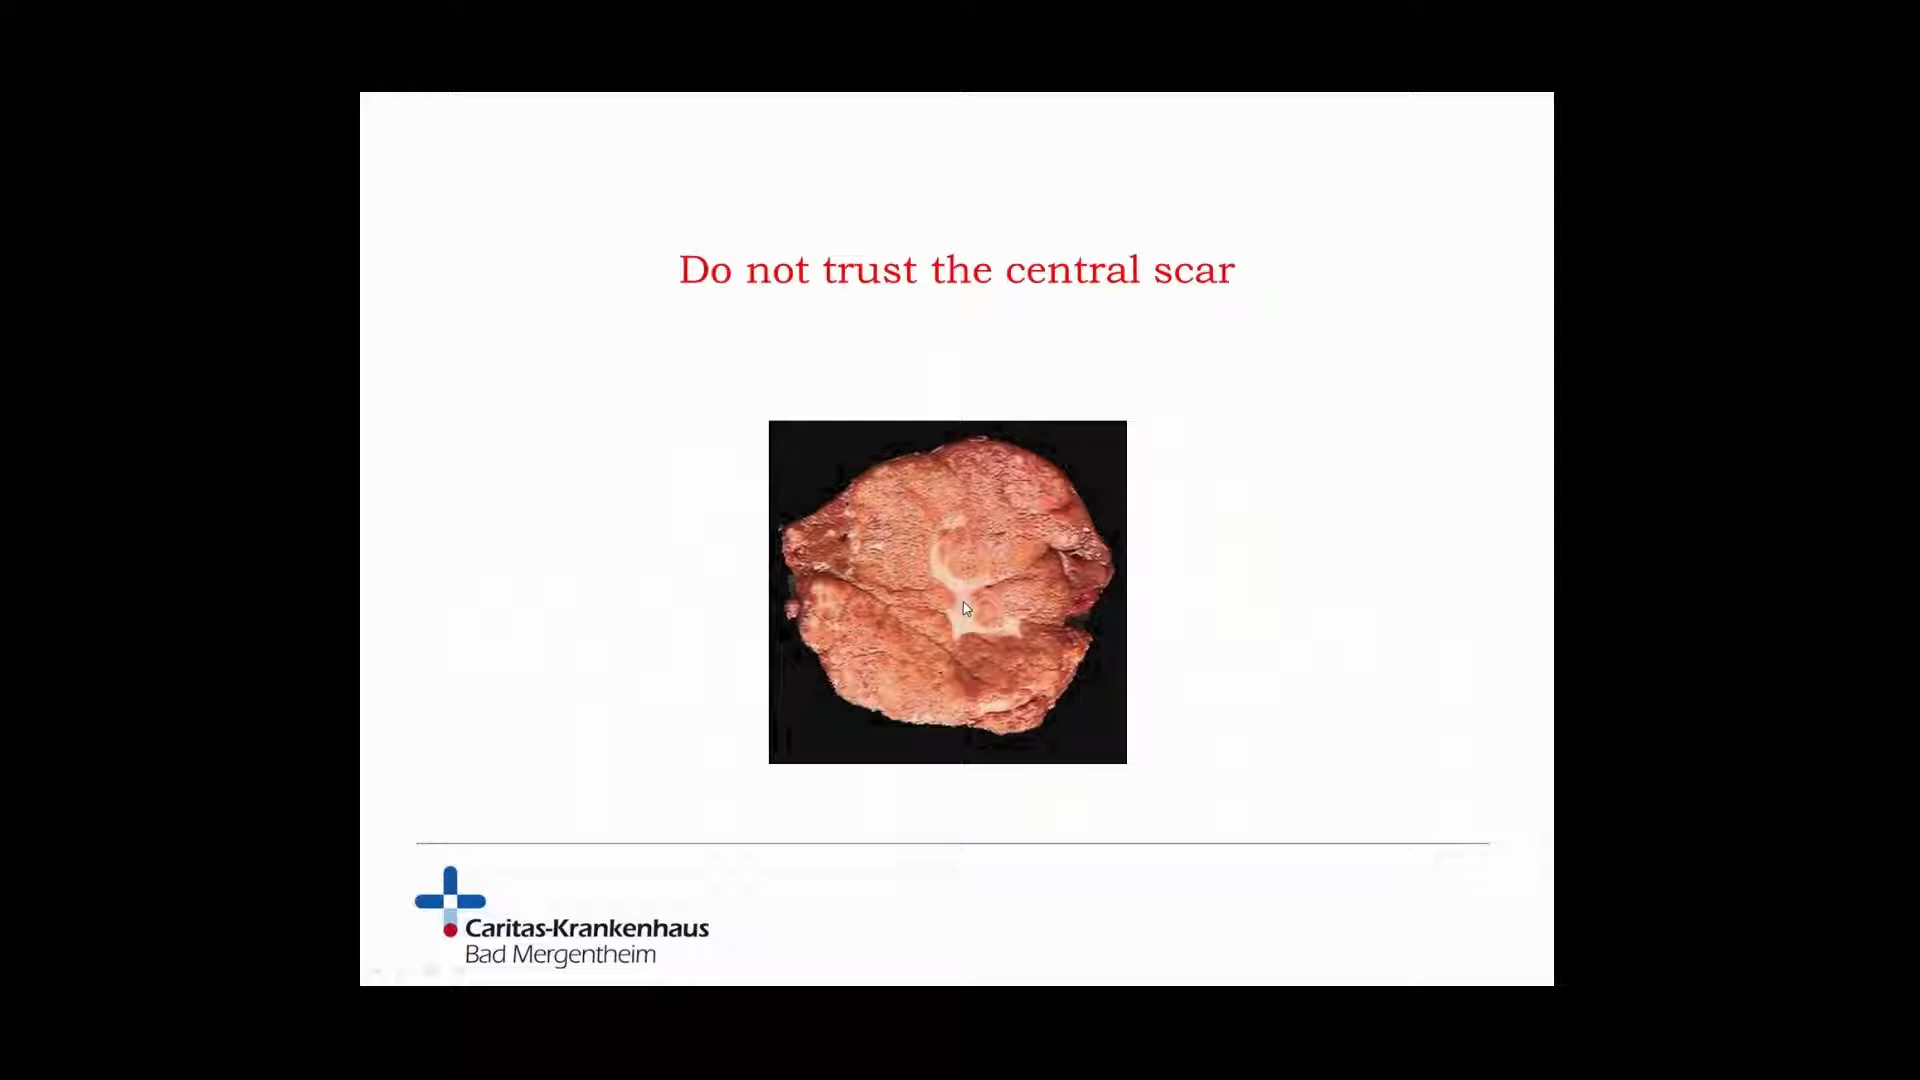 Do not trust the central scar
Caritas-Krankenhaus
Bad Mergentheim